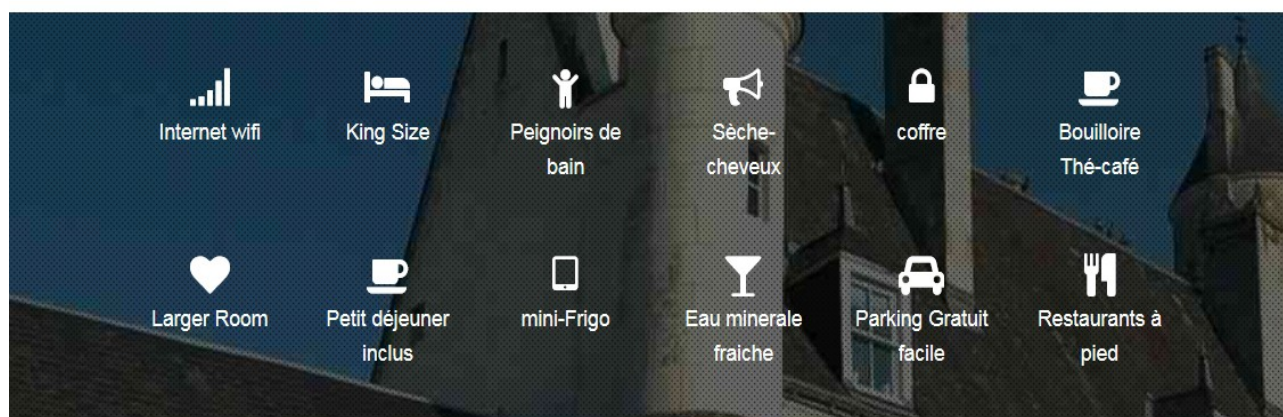 Internet wifi
King Size
Peignoirs de
bain
Sèche-
cheveux
coffre
Bouilloire
Thé-café
Larger Room
Petit déjeuner
inclus
mini-Frigo
Eau minerale
fraiche
Parking Gratuit
facile
Restaurants à
pied